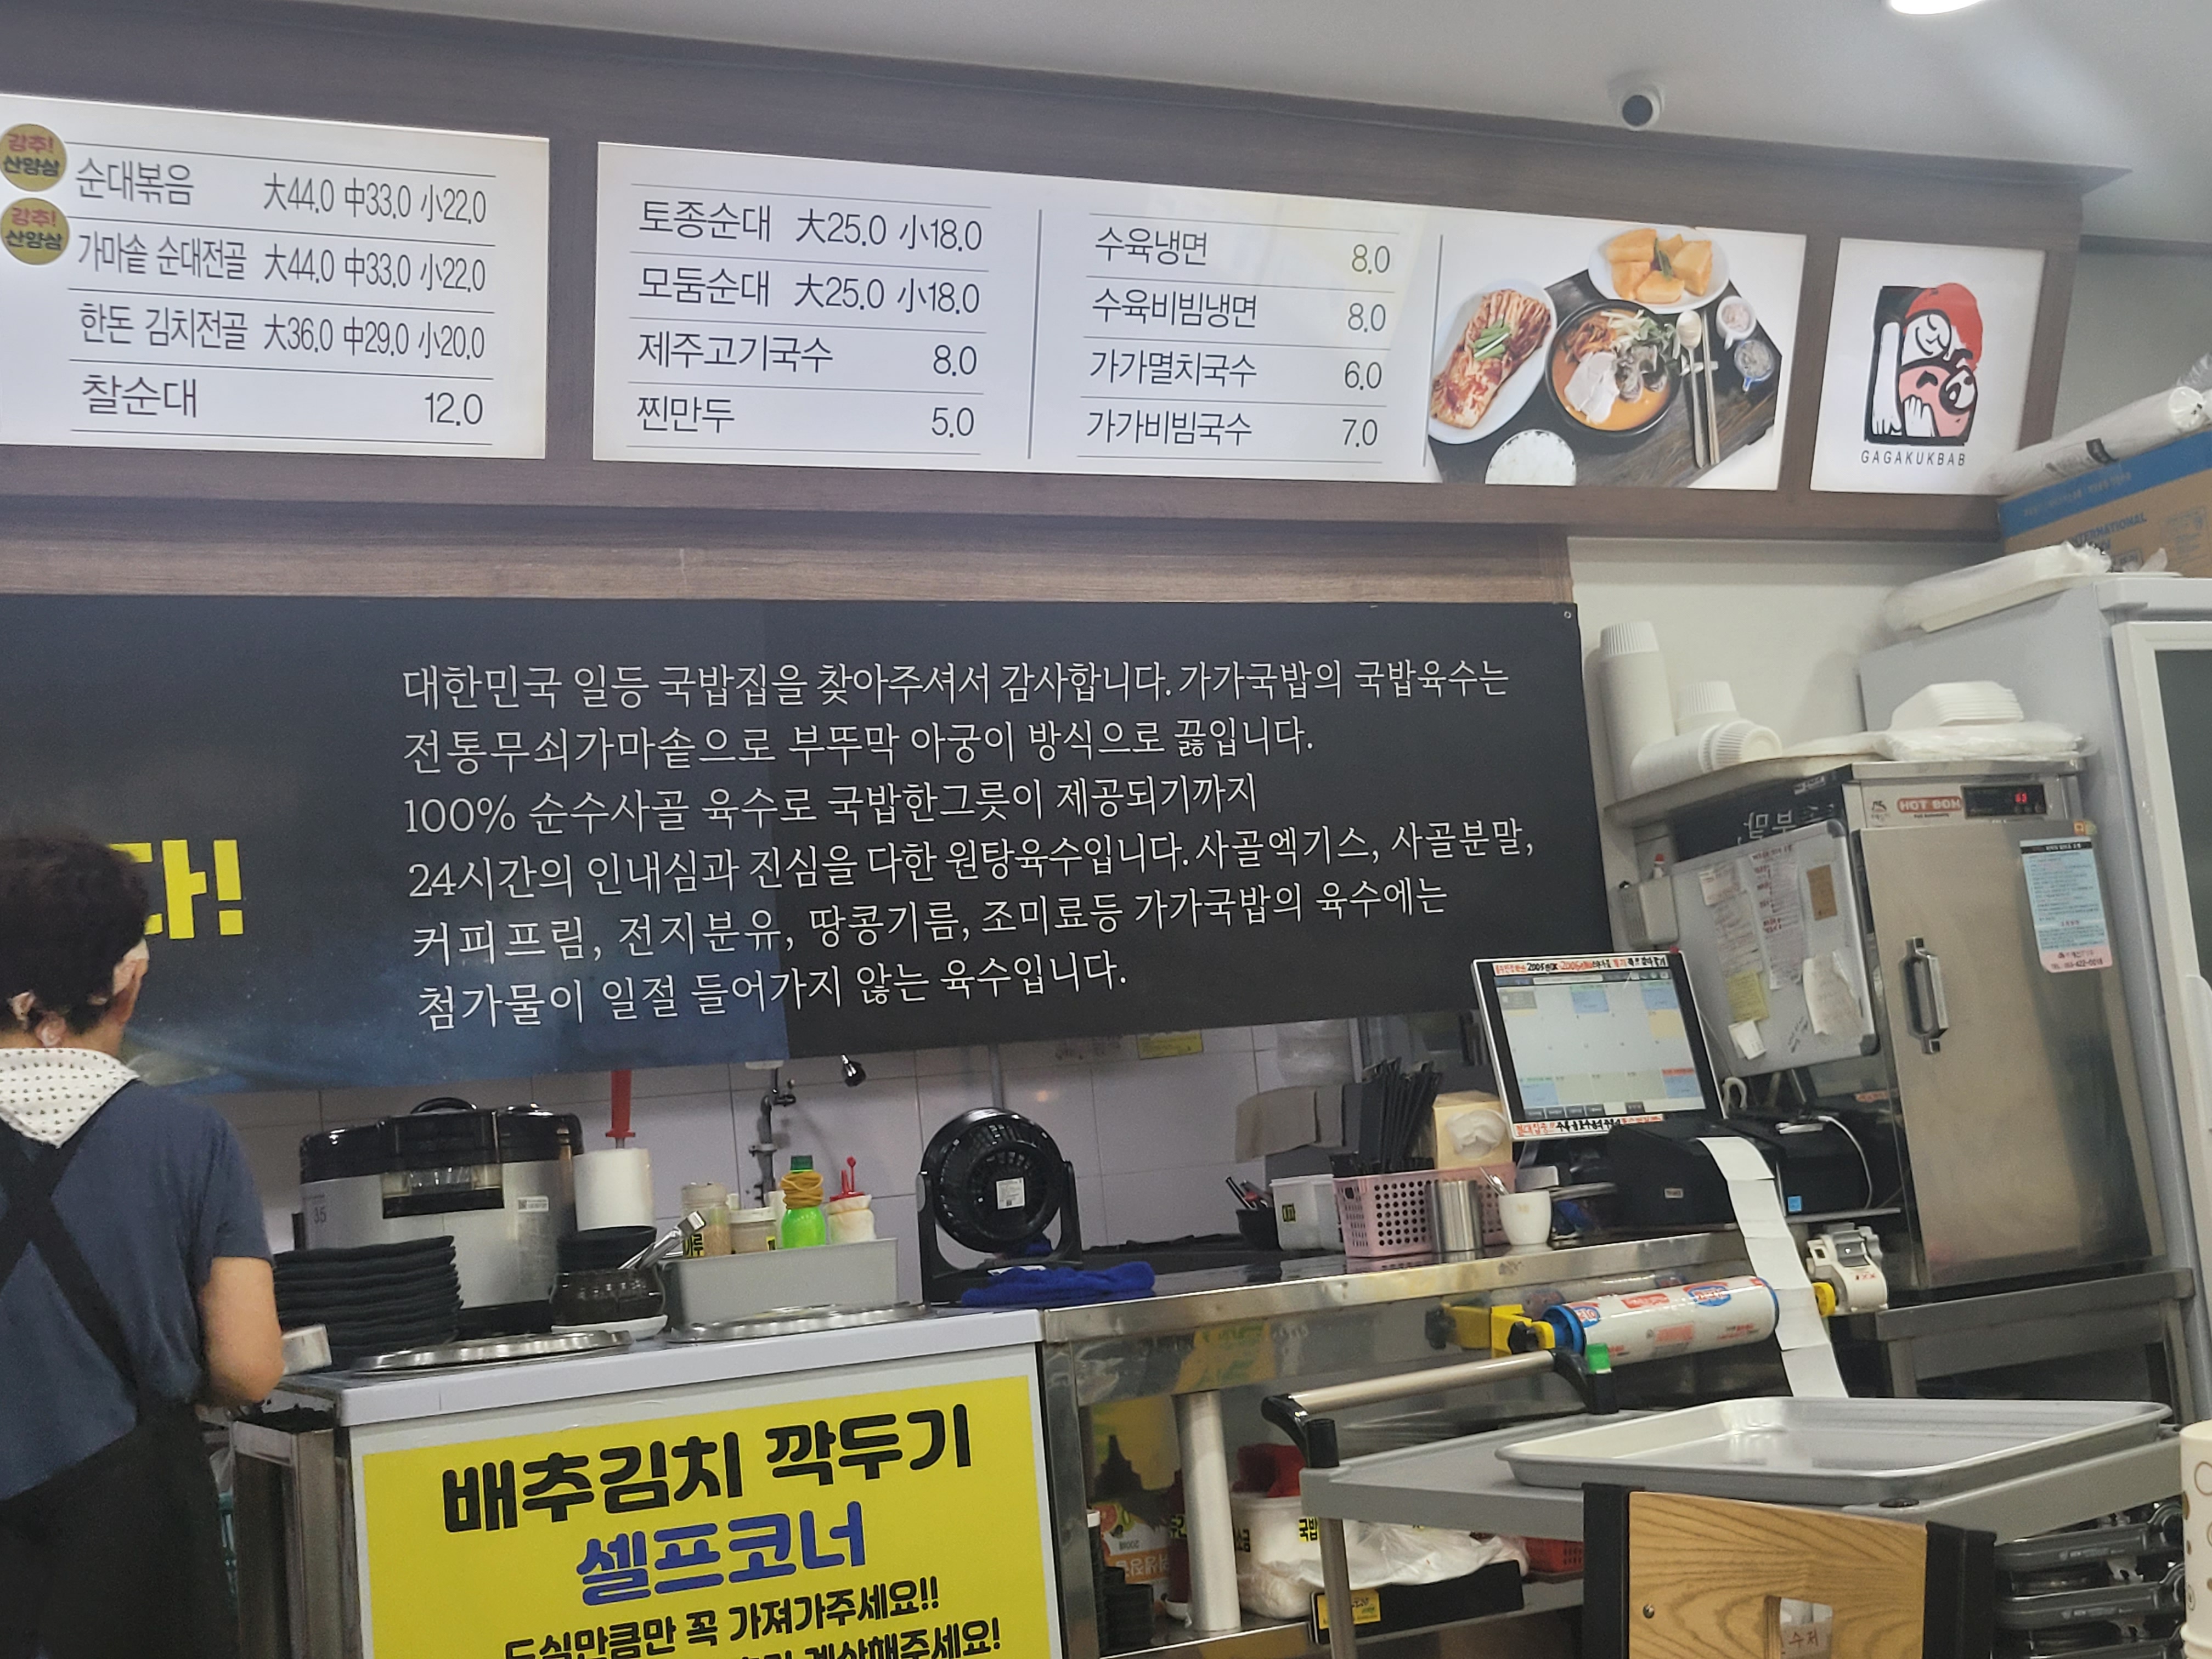 강추!
산양삼
순대볶음 大44.0 中33.0 小22.0
강추!
산양삼
가마솥 순대전골 大44.0 中33.0 小22.0
한돈 김치전골 大36.0 中29.0 小20.0
찰순대 12.0
토종순대 大25.0 小18.0
모둠순대 大25.0 小18.0
제주고기국수 8.0
찐만두 5.0
수육냉면 8.0
수육비빔냉면 8.0
가가멸치국수 6.0
가가비빔국수 7.0
GAGAKUKBAB
INTERNATIONAL
대한민국 일등 국밥집을 찾아주셔서 감사합니다. 가가국밥의 국밥육수는
전통무쇠가마솥으로 부뚜막 아궁이 방식으로 끓입니다.
100% 순수사골 육수로 국밥한그릇이 제공되기까지
24시간의 인내심과 진심을 다한 원탕육수입니다. 사골엑기스, 사골분말,
커피프림, 전지분유, 땅콩기름, 조미료등 가가국밥의 육수에는
첨가물이 일절 들어가지 않는 육수입니다.
다!
HOT BOX
배추김치 깍두기
셀프코너
드실만큼만 꼭 가져가주세요!!
계산해주세요!
수저